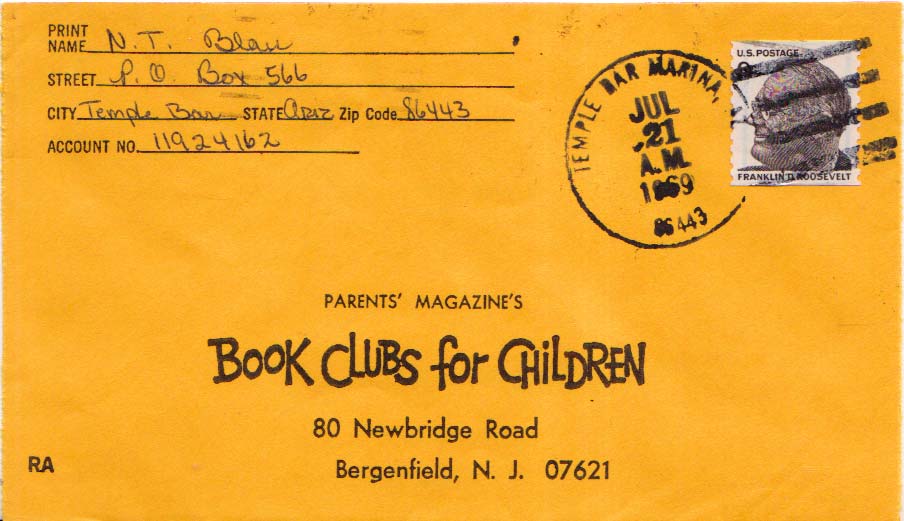 PRINT NAME N. T. Blau
STREET P. O. Box 566
CITY Temple Bar STATE Ariz Zip Code 86443
ACCOUNT NO. 11924162
TEMPLE BAR MARINA,
JUL
21
A.M.
1969
86443
U.S. POSTAGE
FRANKLIN D. ROOSEVELT
PARENTS' MAGAZINE'S
BOOK CLUBS for CHILDREN
80 Newbridge Road
Bergenfield, N. J. 07621
RA